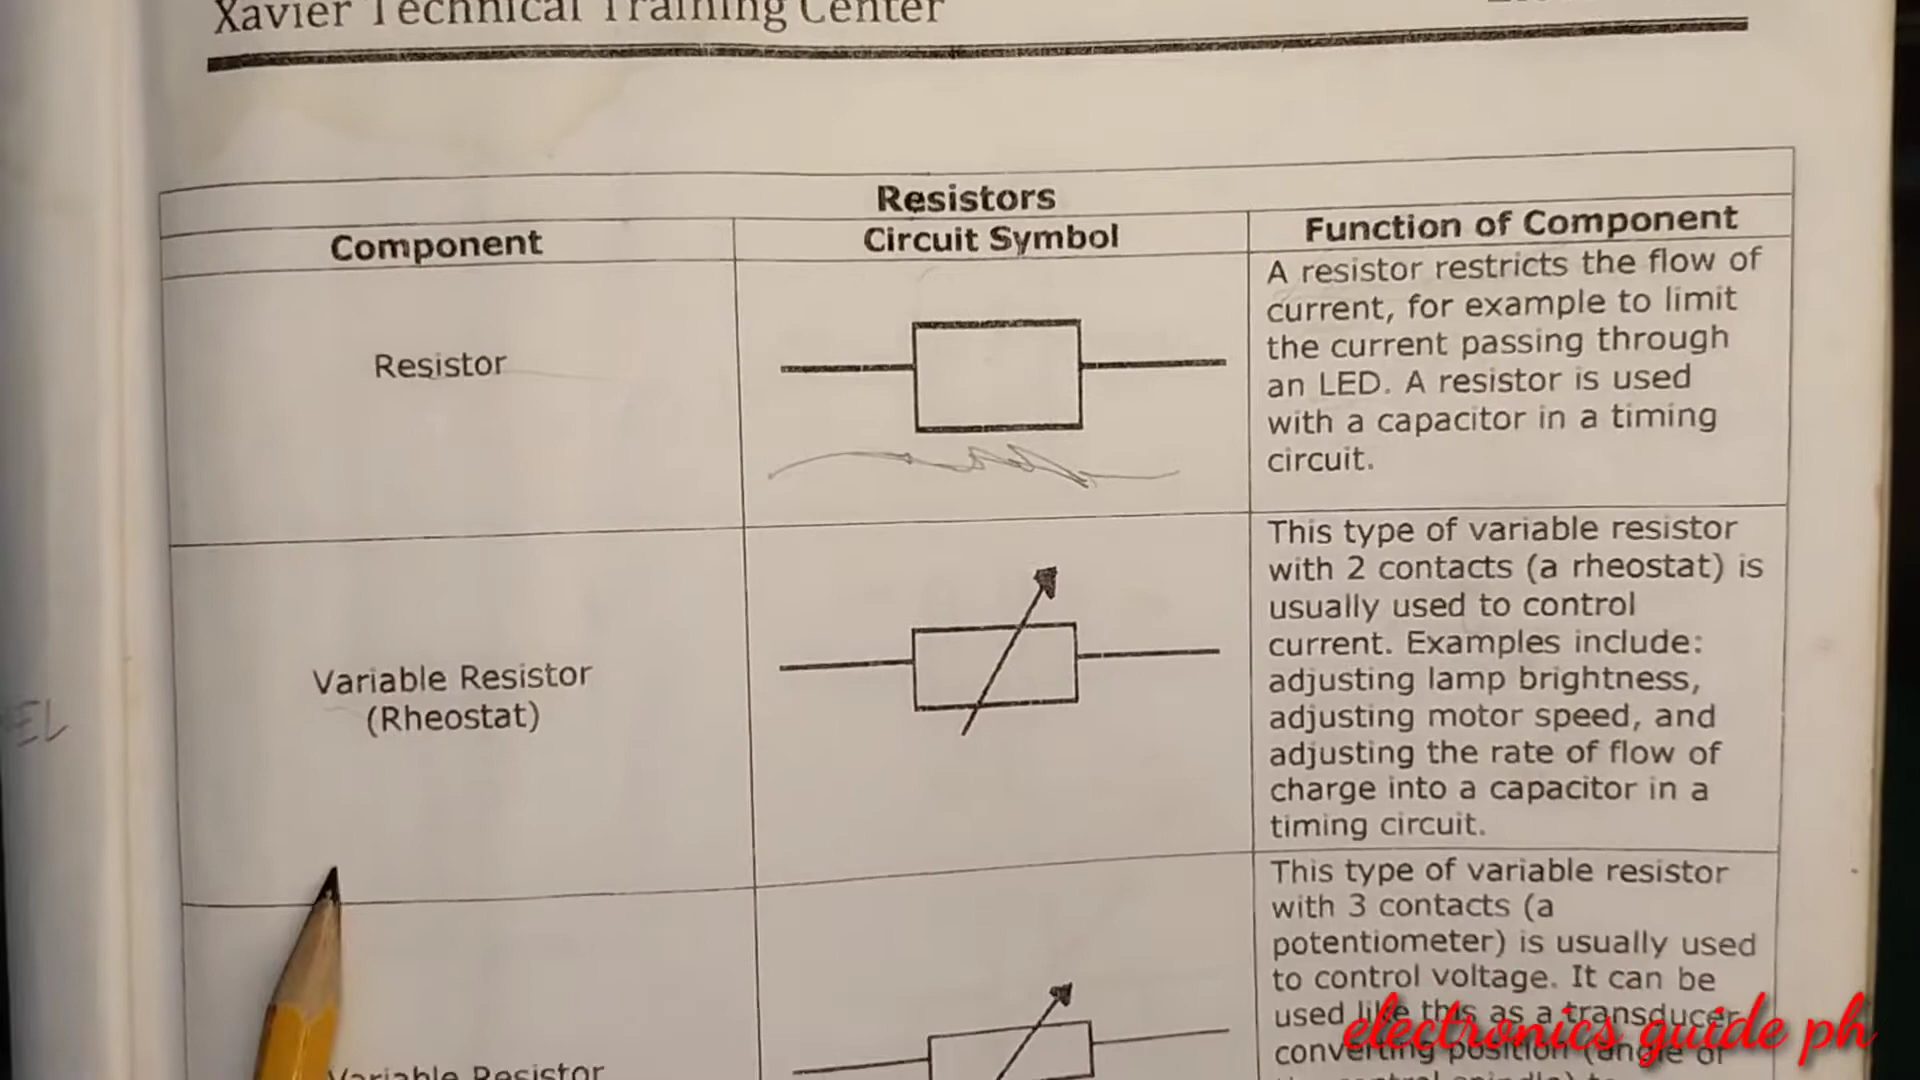 Xavier Technical Training Center
Resistors
Component
Circuit Symbol
Function of Component
Resistor
A resistor restricts the flow of
current, for example to limit
the current passing through
an LED. A resistor is used
with a capacitor in a timing
circuit.
Variable Resistor
(Rheostat)
This type of variable resistor
with 2 contacts (a rheostat) is
usually used to control
current. Examples include:
adjusting lamp brightness,
adjusting motor speed, and
adjusting the rate of flow of
charge into a capacitor in a
timing circuit.
Variable Resistor
This type of variable resistor
with 3 contacts (a
potentiometer) is usually used
to control voltage. It can be
used like this as a transducer
converting position (angle of
EL
electronics guide ph